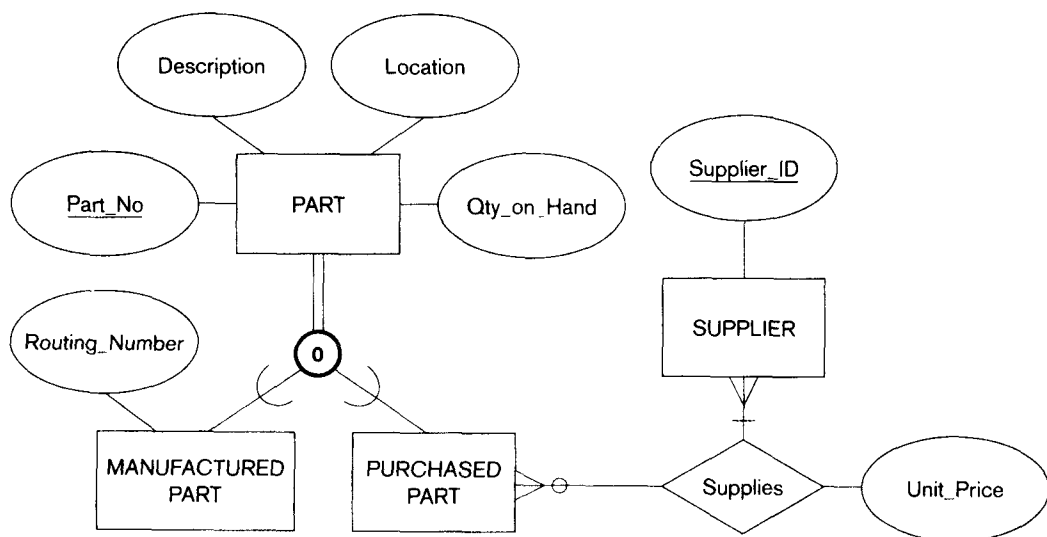 Description
Location
Supplier_ID
Part_No
PART
Qty_on_Hand
SUPPLIER
Routing_Number
0
MANUFACTURED
PART
PURCHASED
PART
Supplies
Unit_Price